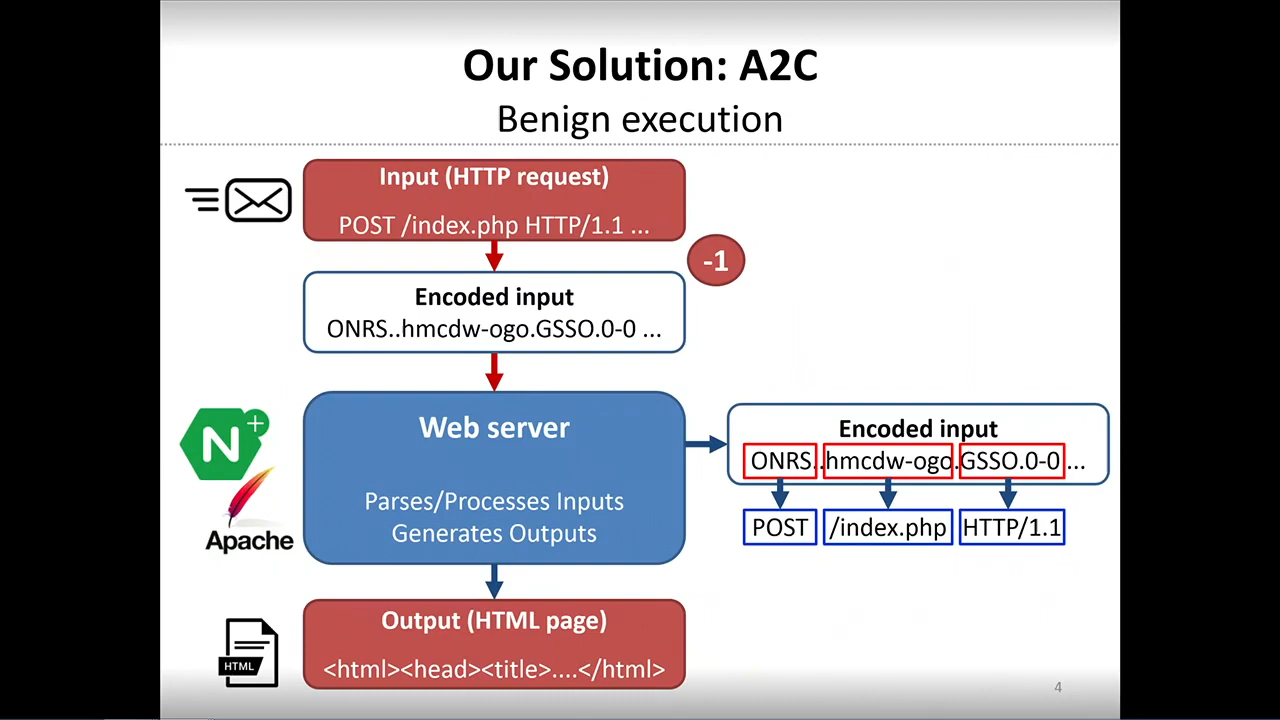 Our Solution: A2C
Benign execution
Input (HTTP request)
POST /index.php HTTP/1.1 ...
-1
Encoded input
ONRS..hmcdw-ogo.GSSO.0-0 ...
N+
Apache
Web server
Parses/Processes Inputs
Generates Outputs
Encoded input
ONRS..hmcdw-ogo.GSSO.0-0 ...
POST /index.php HTTP/1.1
HTML
Output (HTML page)
<html><head><title>....</html>
4